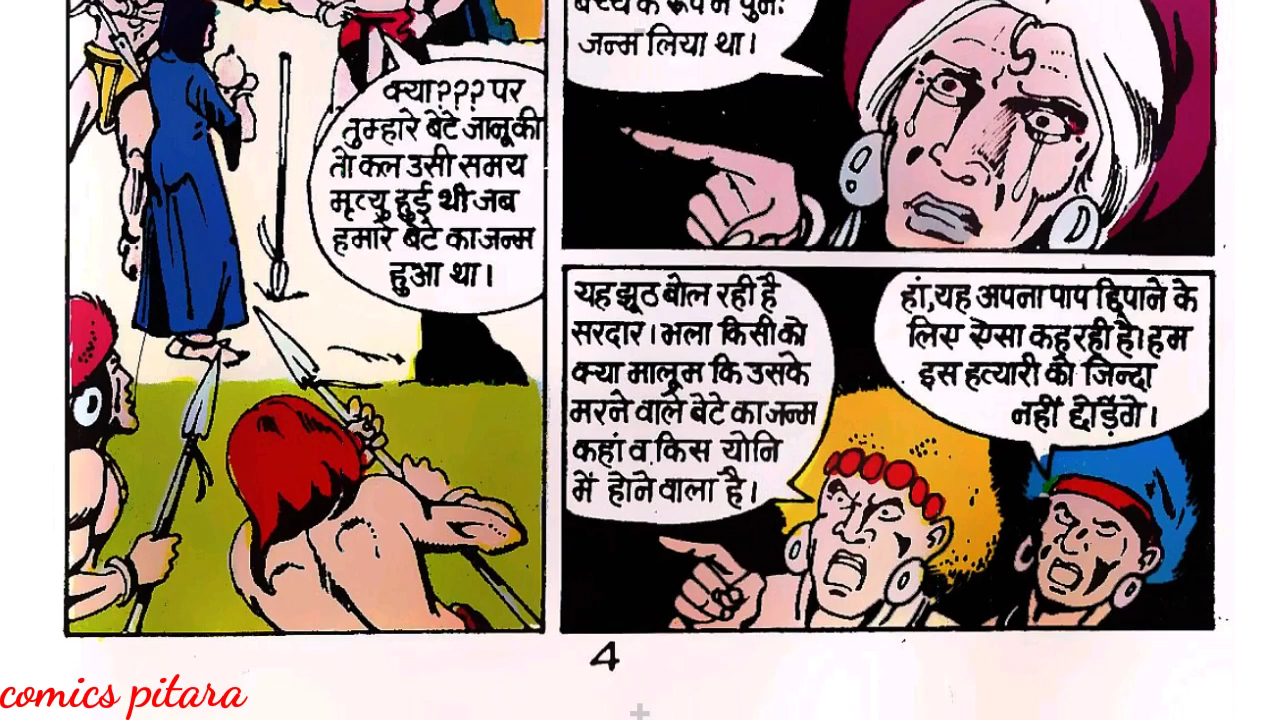 क्या??? पर
तुम्हारे बेटे जानू की
तो कल उसी समय
मृत्यु हुई थी जब
हमारे बेटे का जन्म
हुआ था।
बच्चे के रूप में पुनः
जन्म लिया था।
यह झूठ बोल रही है
सरदार। भला किसी को
क्या मालूम कि उसके
मरने वाले बेटे का जन्म
कहां व किस योनि
में होने वाला है।
हां, यह अपना पाप छिपाने के
लिए ऐसा कह रही है। हम
इस हत्यारी को जिन्दा
नहीं छोड़ेंगे।
4
comics pitara